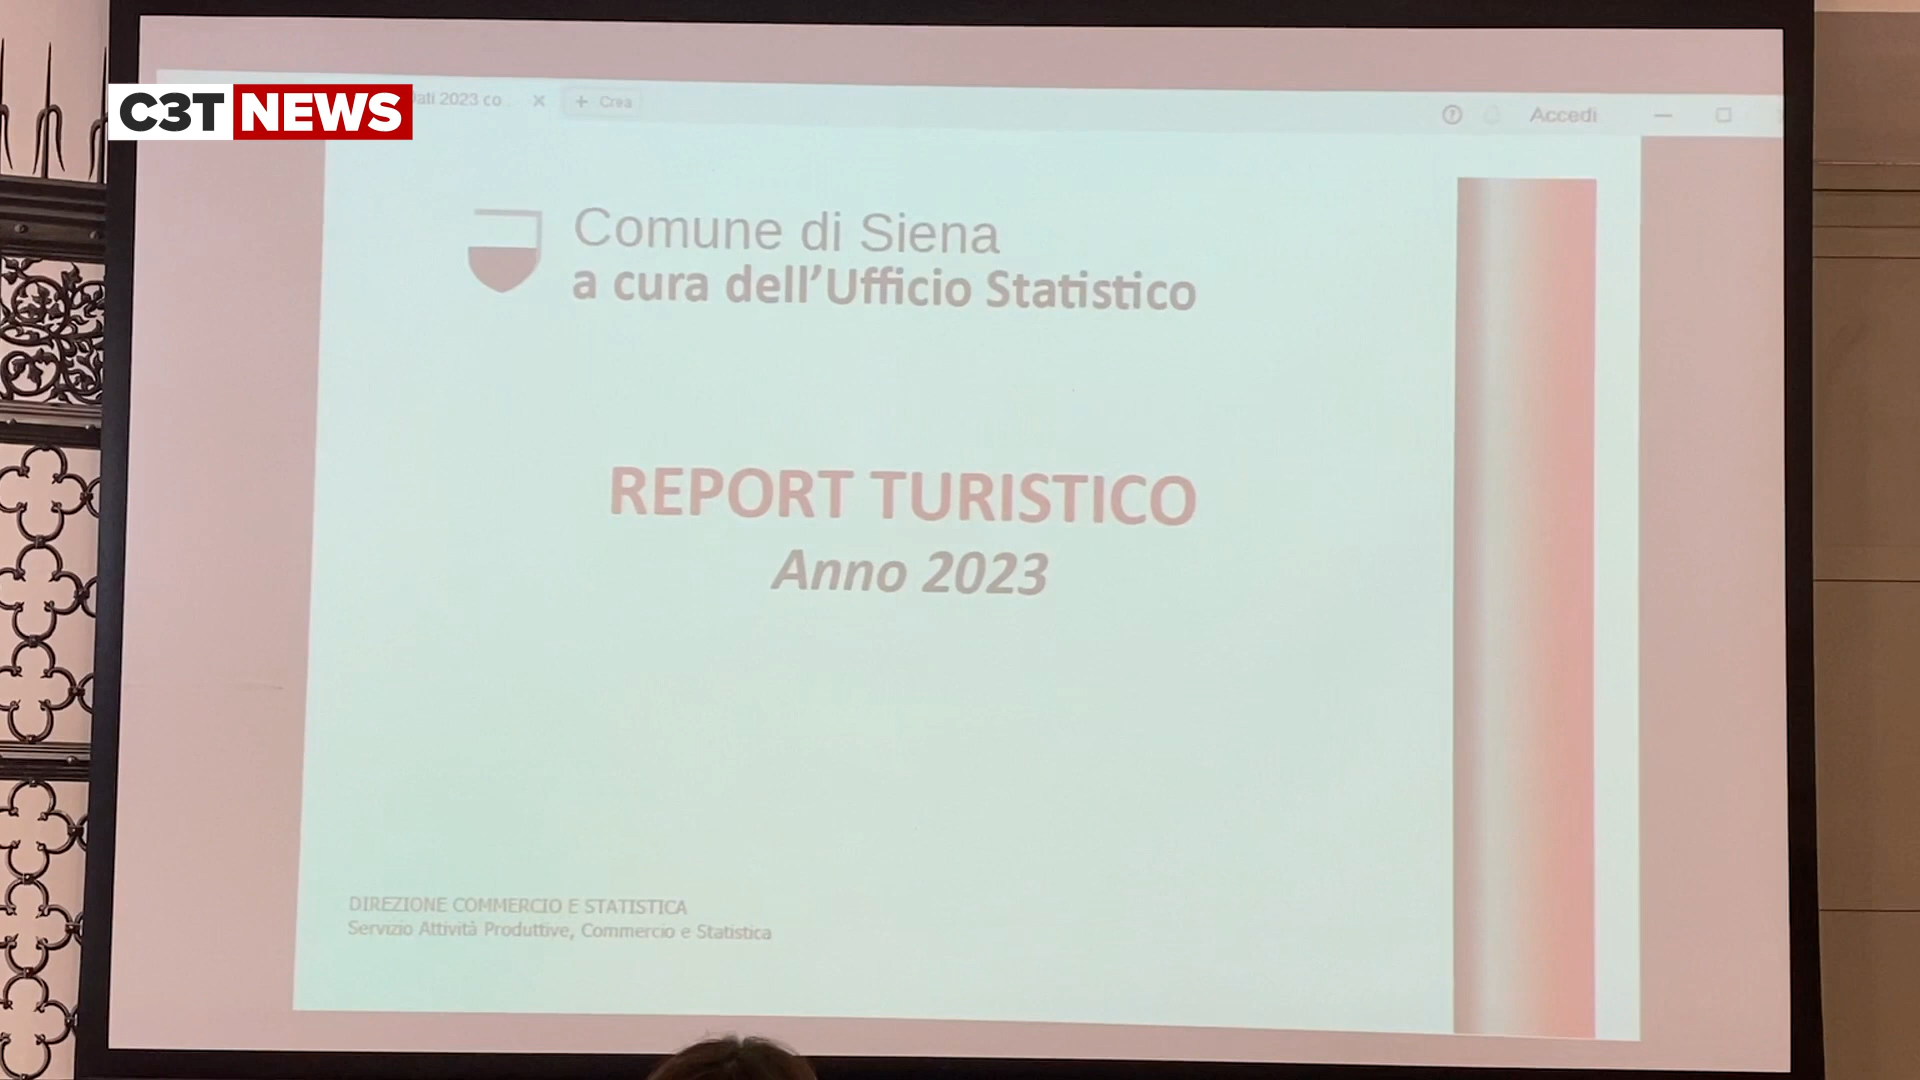 C3T NEWS
ati 2023 co...
+ Crea
Accedi
Comune di Siena
a cura dell’Ufficio Statistico
REPORT TURISTICO
Anno 2023
DIREZIONE COMMERCIO E STATISTICA
Servizio Attività Produttive, Commercio e Statistica